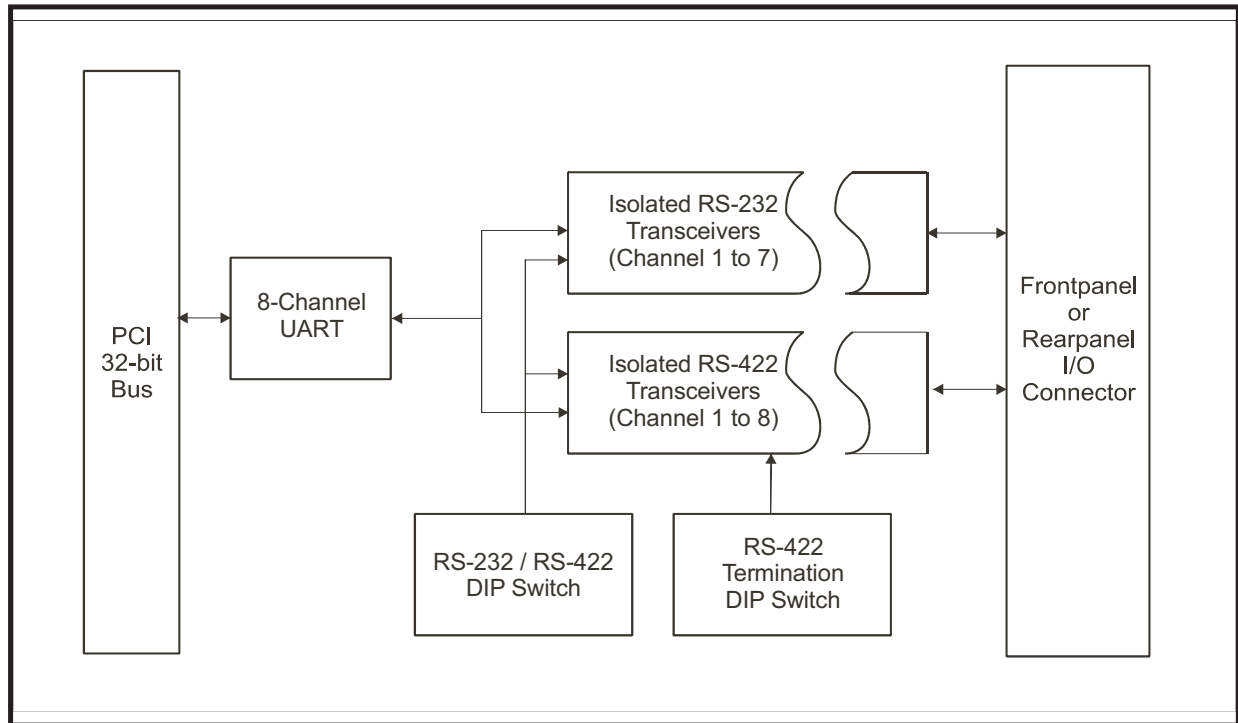 PCI
32-bit
Bus
8-Channel
UART
Isolated RS-232
Transceivers
(Channel 1 to 7)
Isolated RS-422
Transceivers
(Channel 1 to 8)
RS-232 / RS-422
DIP Switch
RS-422
Termination
DIP Switch
Frontpanel
or
Rearpanel
I/O
Connector